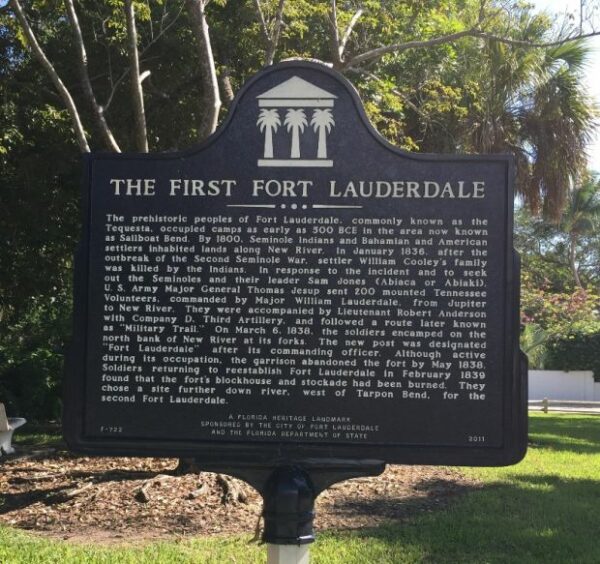 THE FIRST FORT LAUDERDALE
The prehistoric peoples of Fort Lauderdale, commonly known as the
Tequesta, occupied camps as early as 500 BCE in the area now known
as Sailboat Bend. By 1800, Seminole Indians and Bahamian and American
settlers inhabited lands along New River. In January 1836, after the
outbreak of the Second Seminole War, settler William Cooley's family
was killed by the Indians. In response to the incident and to seek
out the Seminoles and their leader Sam Jones (Abiaca or Abiaki),
U. S. Army Major General Thomas Jesup sent 200 mounted Tennessee
Volunteers, commanded by Major William Lauderdale, from Jupiter
to New River. They were accompanied by Lieutenant Robert Anderson
with Company D, Third Artillery, and followed a route later known
as "Military Trail." On March 6, 1838, the soldiers encamped on the
north bank of New River at its forks. The new post was designated
"Fort Lauderdale" after its commanding officer. Although active
during its occupation, the garrison abandoned the fort by May 1838.
Soldiers returning to reestablish Fort Lauderdale in February 1839
found that the fort's blockhouse and stockade had been burned. They
chose a site further down river, west of Tarpon Bend, for the
second Fort Lauderdale.
A FLORIDA HERITAGE LANDMARK
SPONSORED BY THE CITY OF FORT LAUDERDALE
AND THE FLORIDA DEPARTMENT OF STATE
F-722
2011